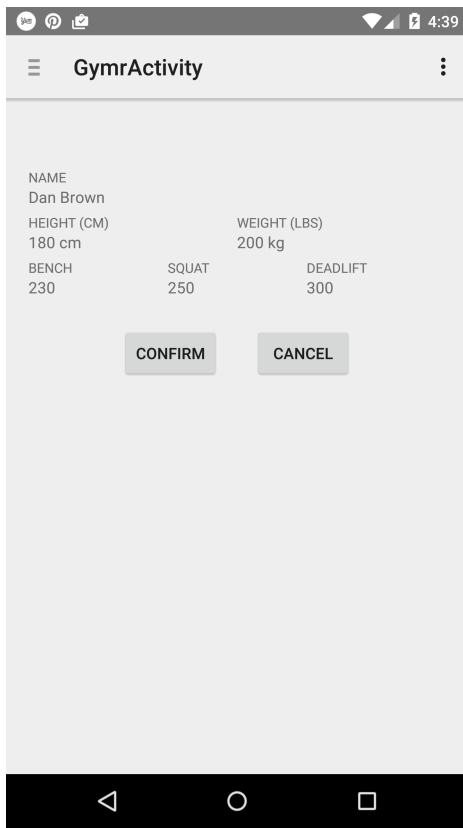 4:39
GymrActivity
NAME
Dan Brown
HEIGHT (CM) WEIGHT (LBS)
180 cm 200 kg
BENCH SQUAT DEADLIFT
230 250 300
CONFIRM CANCEL